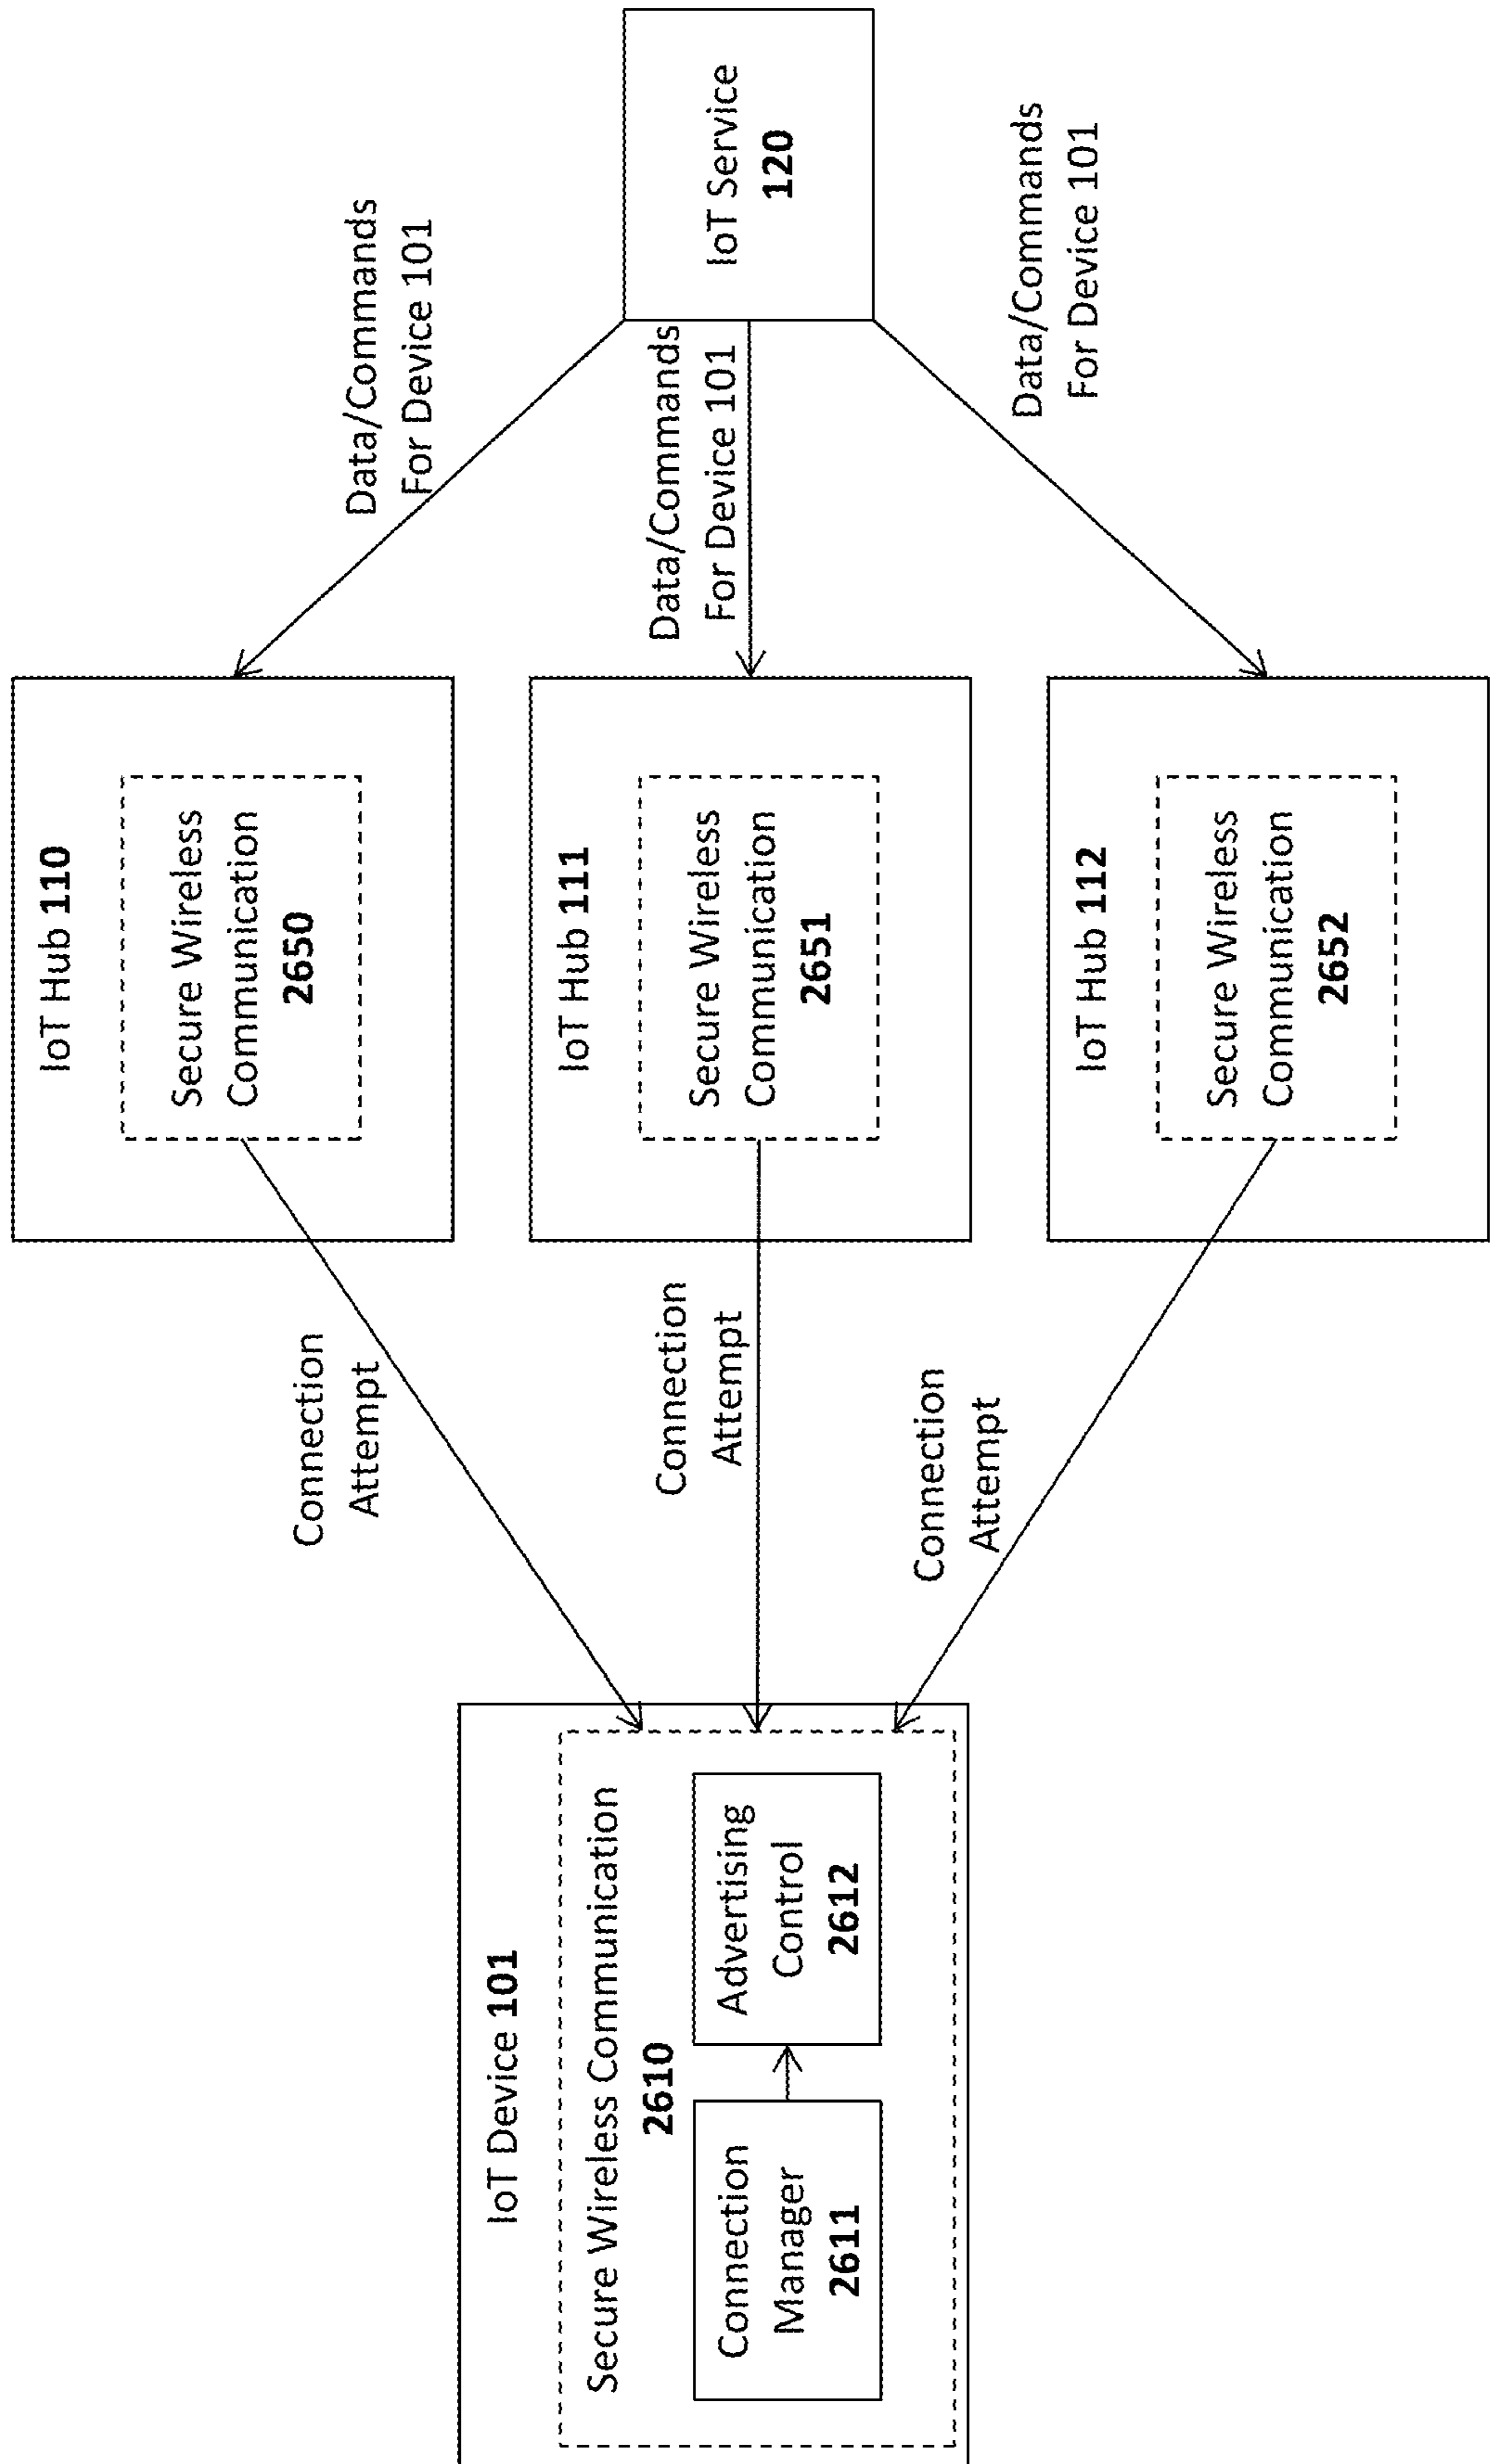 IoT Device 101
Secure Wireless Communication
2610
Connection
Manager
2611
Advertising
Control
2612
Connection
Attempt
Connection
Attempt
Connection
Attempt
IoT Hub 110
Secure Wireless
Communication
2650
IoT Hub 111
Secure Wireless
Communication
2651
IoT Hub 112
Secure Wireless
Communication
2652
Data/Commands
For Device 101
Data/Commands
For Device 101
Data/Commands
For Device 101
IoT Service
120